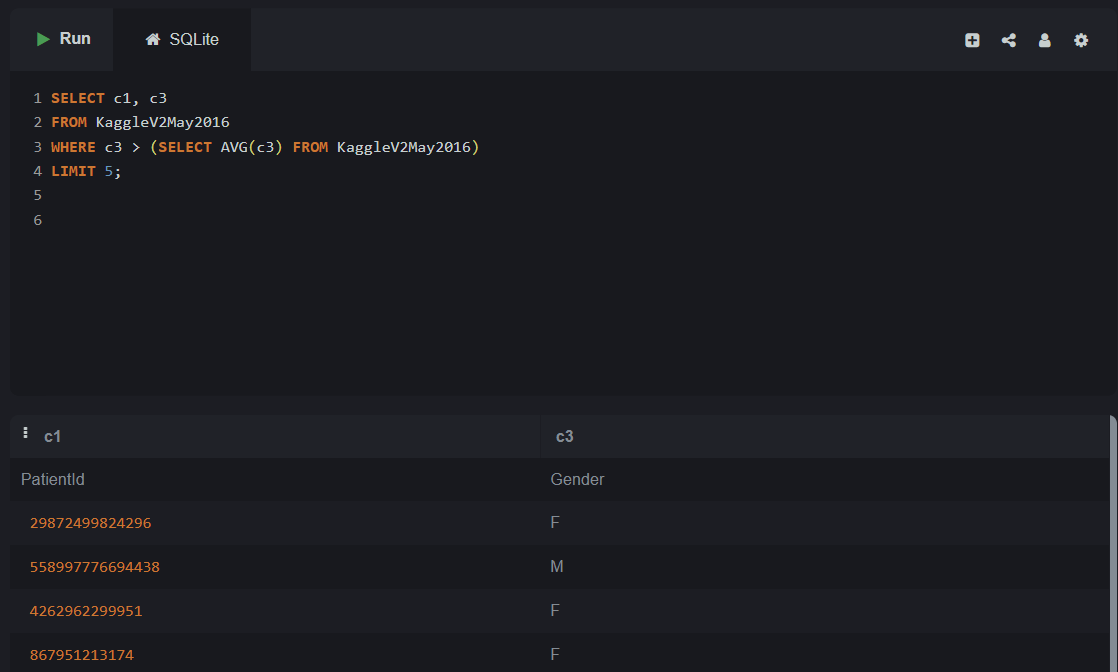 Run SQLite
1 SELECT c1, c3
2 FROM KaggleV2May2016
3 WHERE c3 > (SELECT AVG(c3) FROM KaggleV2May2016)
4 LIMIT 5;
5
6
c1 c3
PatientId Gender
29872499824296 F
558997776694438 M
4262962299951 F
867951213174 F